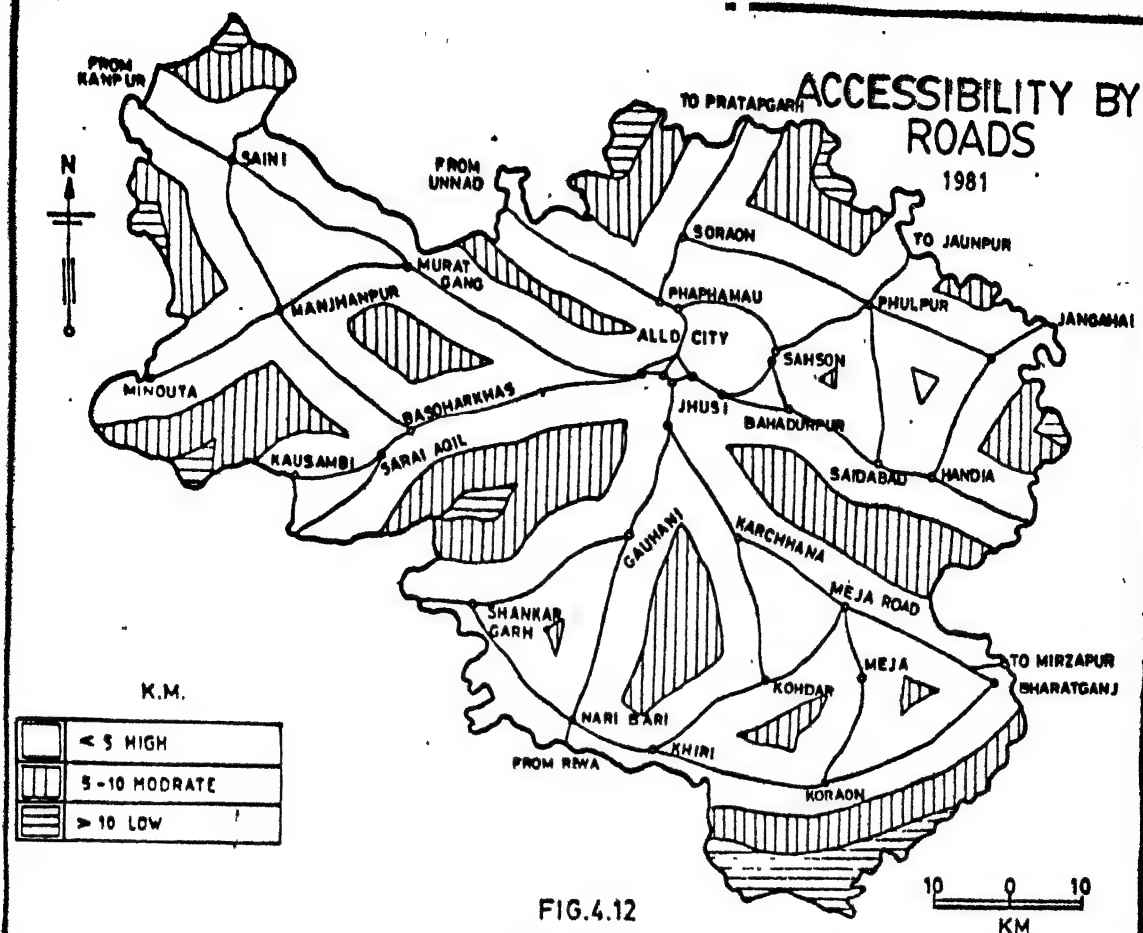 ACCESSIBILITY BY
ROADS
1981
FROM
KANPUR
TO PRATAPGARH
N
SAINI
FROM
UNNAO
SORAON
TO JAUNPUR
MURAT
GANG
MANJHANPUR
PHAPHAMAU
PHULPUR
JANGAHAI
ALLD CITY
SAHSON
MINOUTA
BASOHARKHAS
JHUSI
BAHADURPUR
KAUSAMBI
SARAI AQIL
SAIDABAD
HANDIA
GAUHANI
KARCHHANA
MEJA ROAD
SHANKAR
GARH
TO MIRZAPUR
MEJA
BHARATGANJ
KOHDAR
NARI BARI
KHIRI
FROM REWA
KORAON
K.M.
< 5 HIGH
5-10 MODRATE
> 10 LOW
10 0 10
KM
FIG.4.12